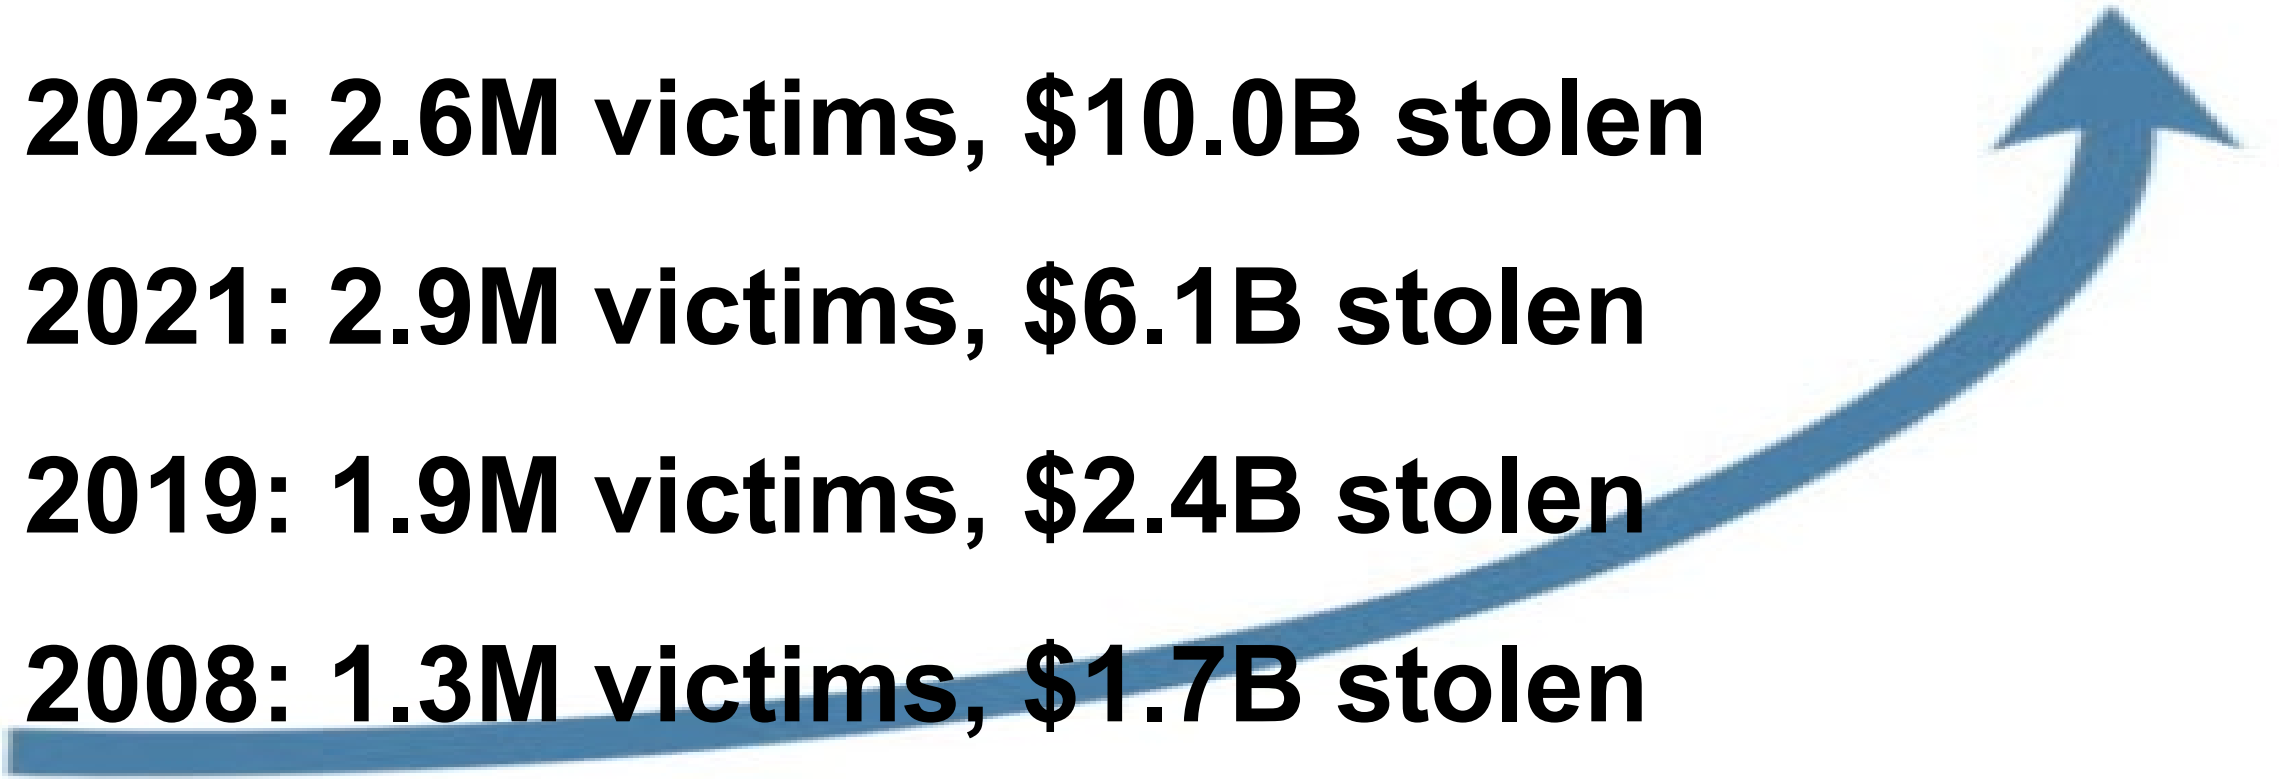 2023: 2.6M victims, $10.0B stolen
2021: 2.9M victims, $6.1B stolen
2019: 1.9M victims, $2.4B stolen
2008: 1.3M victims, $1.7B stolen